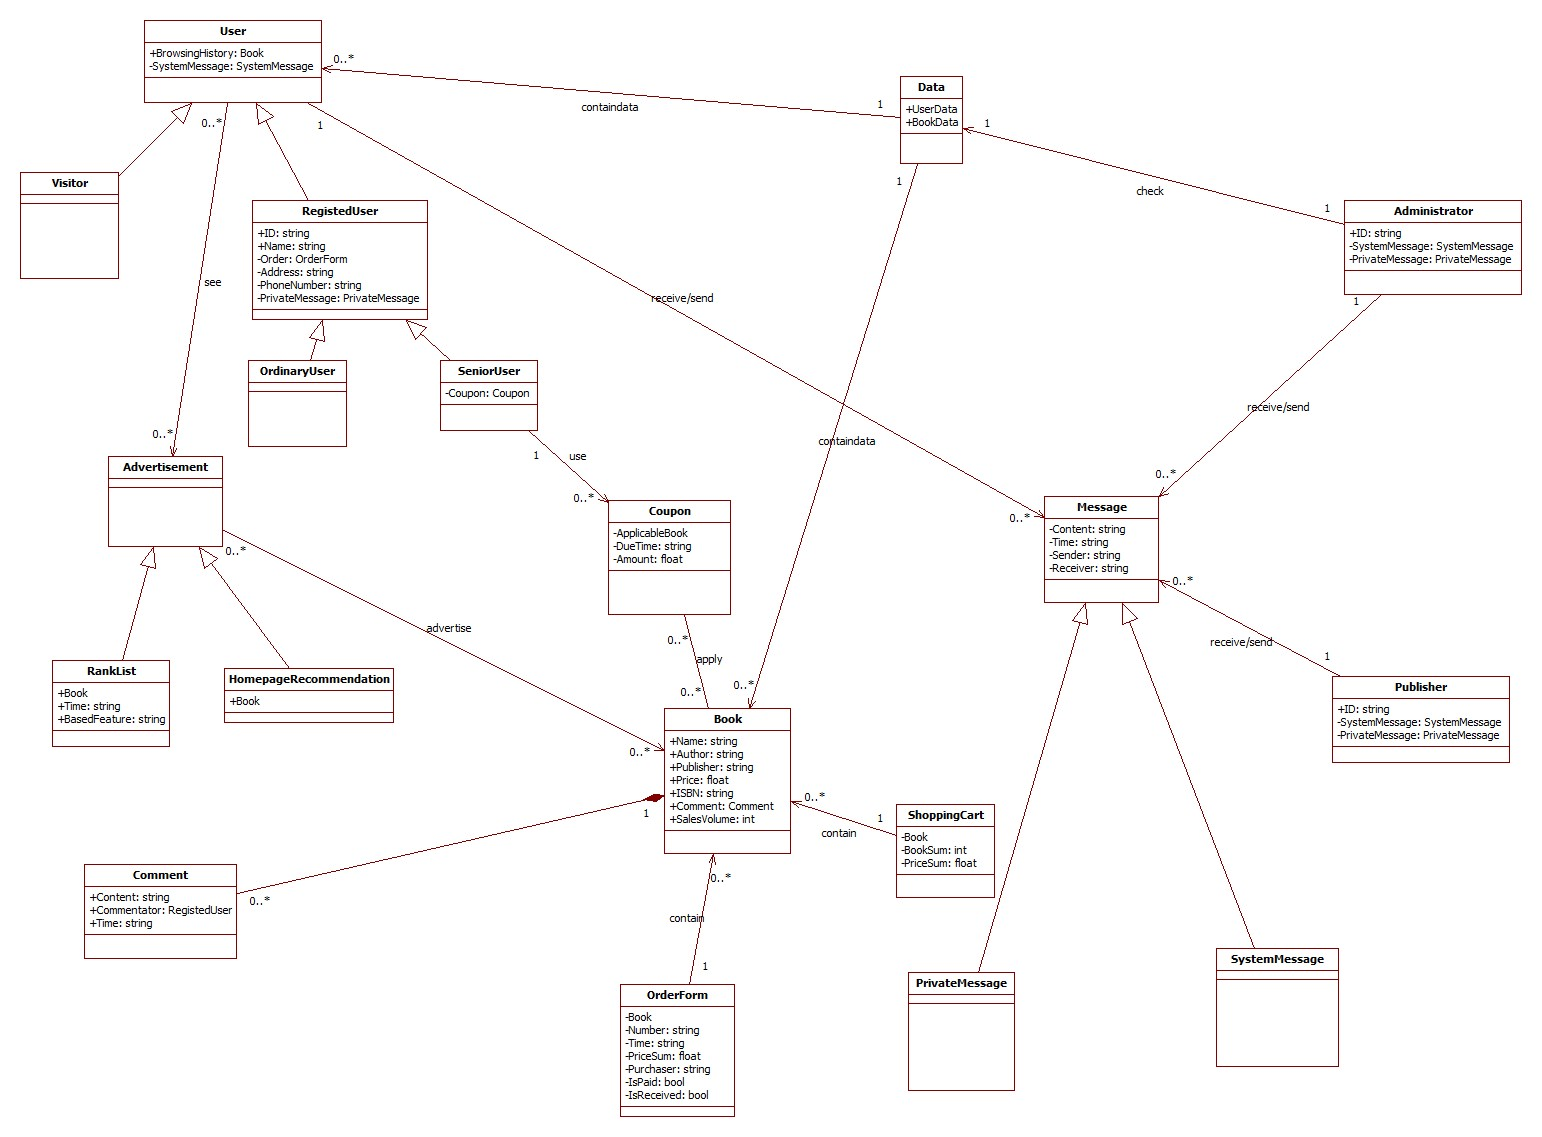 User
+BrowsingHistory: Book
-SystemMessage: SystemMessage
0..*
containdata
1
Data
+UserData
+BookData
1
1
0..*
1
check
1
Visitor
RegistedUser
+ID: string
+Name: string
-Order: OrderForm
-Address: string
-PhoneNumber: string
-PrivateMessage: PrivateMessage
Administrator
+ID: string
-SystemMessage: SystemMessage
-PrivateMessage: PrivateMessage
1
see
receive/send
OrdinaryUser
SeniorUser
-Coupon: Coupon
receive/send
0..*
1
use
containdata
0..*
0..*
0..*
Advertisement
Coupon
-ApplicableBook
-DueTime: string
-Amount: float
Message
-Content: string
-Time: string
-Sender: string
-Receiver: string
0..*
0..*
advertise
0..*
apply
0..*
0..*
receive/send
1
RankList
+Book
+Time: string
+BasedFeature: string
HomepageRecommendation
+Book
Publisher
+ID: string
-SystemMessage: SystemMessage
-PrivateMessage: PrivateMessage
Book
+Name: string
+Author: string
+Publisher: string
+Price: float
+ISBN: string
+Comment: Comment
+SalesVolume: int
0..*
1
0..*
contain
1
ShoppingCart
-Book
-BookSum: int
-PriceSum: float
Comment
+Content: string
+Commentator: RegistedUser
+Time: string
0..*
0..*
contain
1
OrderForm
-Book
-Number: string
-Time: string
-PriceSum: float
-Purchaser: string
-IsPaid: bool
-IsReceived: bool
PrivateMessage
SystemMessage